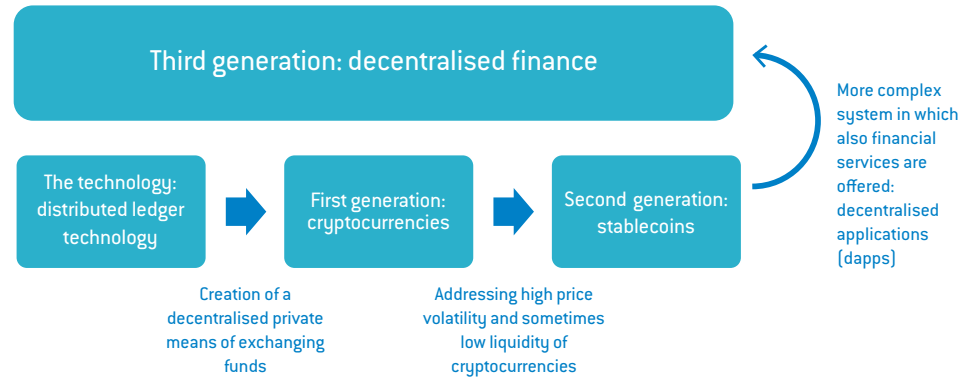 Third generation: decentralised finance
More complex
system in which
also financial
services are
offered:
decentralised
applications
(dapps)
The technology:
distributed ledger
technology
First generation:
cryptocurrencies
Second generation:
stablecoins
Creation of a
decentralised private
means of exchanging
funds
Addressing high price
volatility and sometimes
low liquidity of
cryptocurrencies